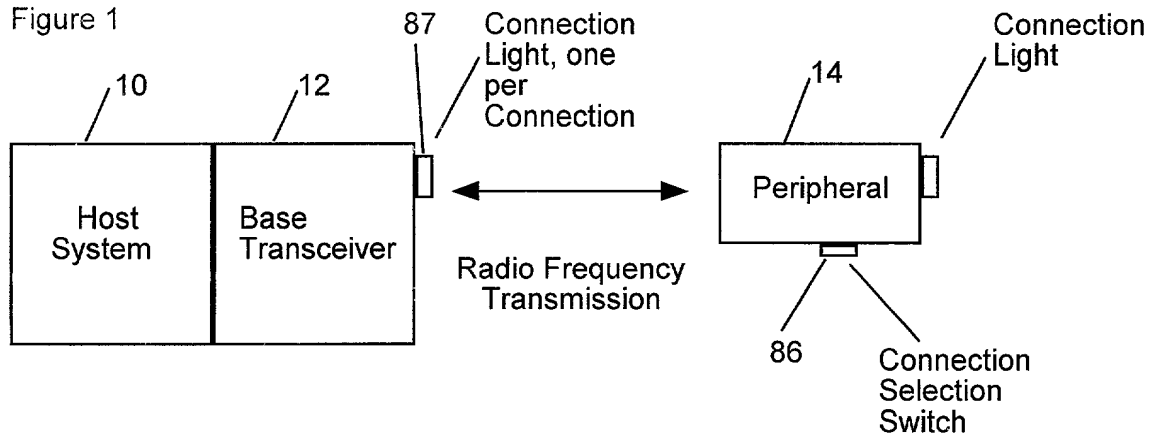 Figure 1
87
Connection
Light, one
per
Connection
Connection
Light
10
12
14
Host
System
Base
Transceiver
Peripheral
Radio Frequency
Transmission
86
Connection
Selection
Switch